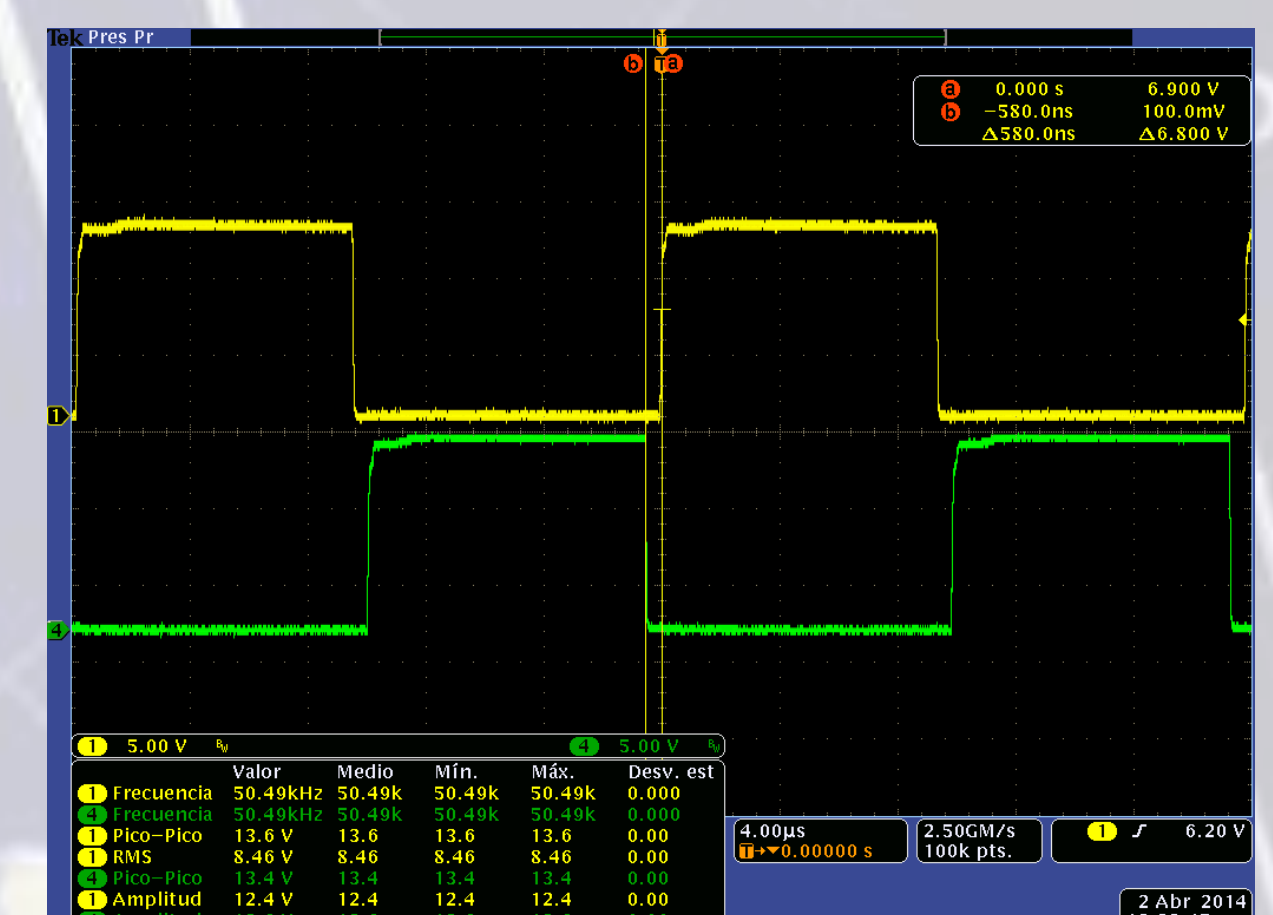 Tek Pres Pr
T
b T a
a 0.000 s 6.900 V
b −580.0ns 100.0mV
Δ580.0ns Δ6.800 V
1
4
1 5.00 V BW 4 5.00 V BW
Valor Medio Mín. Máx. Desv. est
1 Frecuencia 50.49kHz 50.49k 50.49k 50.49k 0.000
4 Frecuencia 50.49kHz 50.49k 50.49k 50.49k 0.000
1 Pico−Pico 13.6 V 13.6 13.6 13.6 0.00
1 RMS 8.46 V 8.46 8.46 8.46 0.00
4 Pico−Pico 13.4 V 13.4 13.4 13.4 0.00
1 Amplitud 12.4 V 12.4 12.4 12.4 0.00
4.00µs
T→▼0.00000 s
2.50GM/s
100k pts.
1 6.20 V
2 Abr 2014